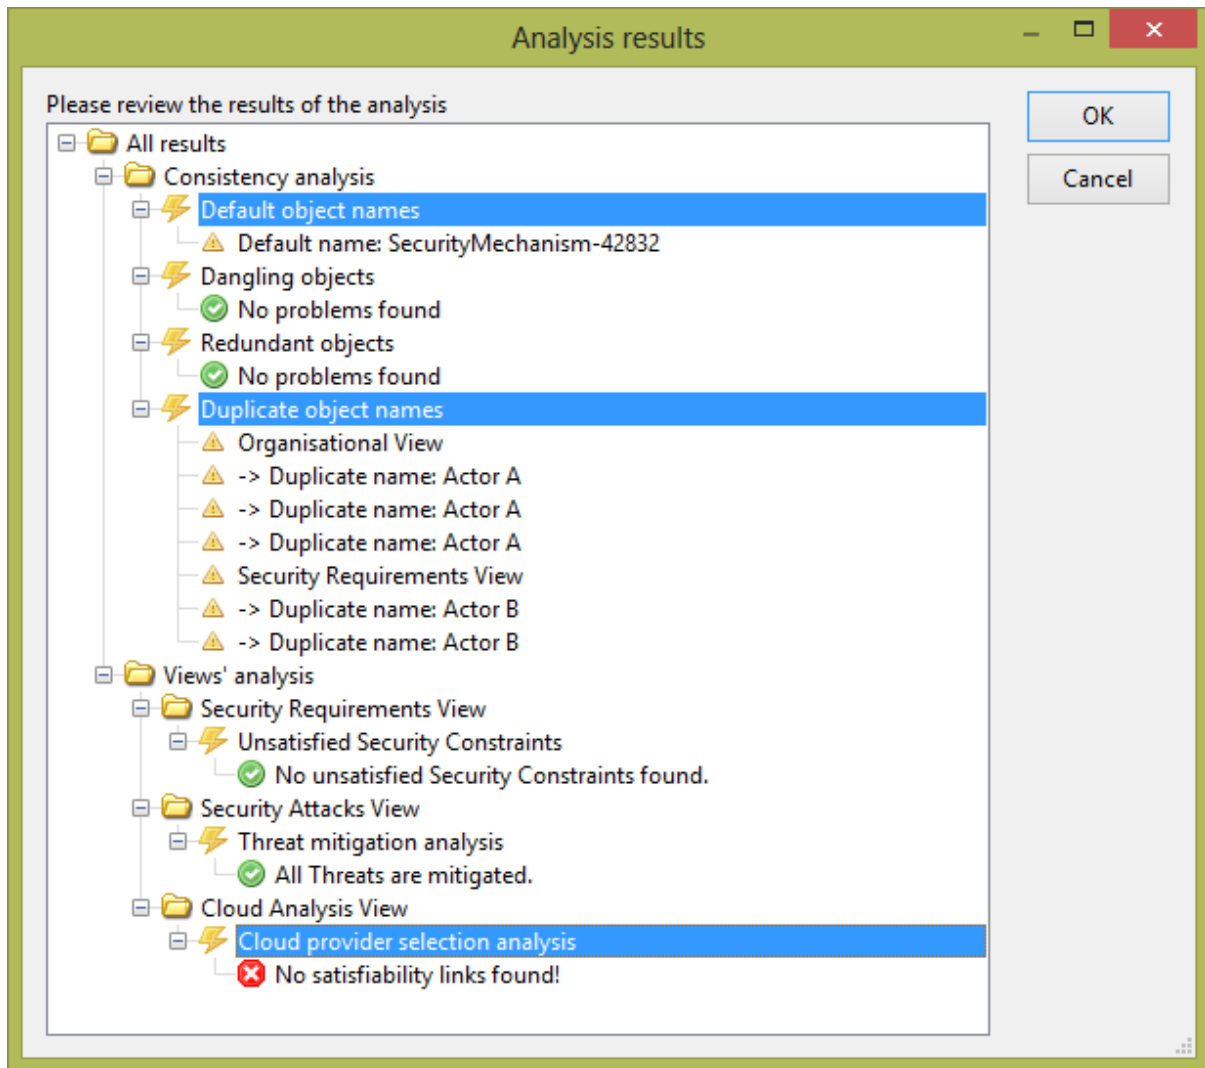 Analysis results
Please review the results of the analysis
OK
Cancel
All results
Consistency analysis
Default object names
Default name: SecurityMechanism-42832
Dangling objects
No problems found
Redundant objects
No problems found
Duplicate object names
Organisational View
-> Duplicate name: Actor A
-> Duplicate name: Actor A
-> Duplicate name: Actor A
Security Requirements View
-> Duplicate name: Actor B
-> Duplicate name: Actor B
Views' analysis
Security Requirements View
Unsatisfied Security Constraints
No unsatisfied Security Constraints found.
Security Attacks View
Threat mitigation analysis
All Threats are mitigated.
Cloud Analysis View
Cloud provider selection analysis
No satisfiability links found!